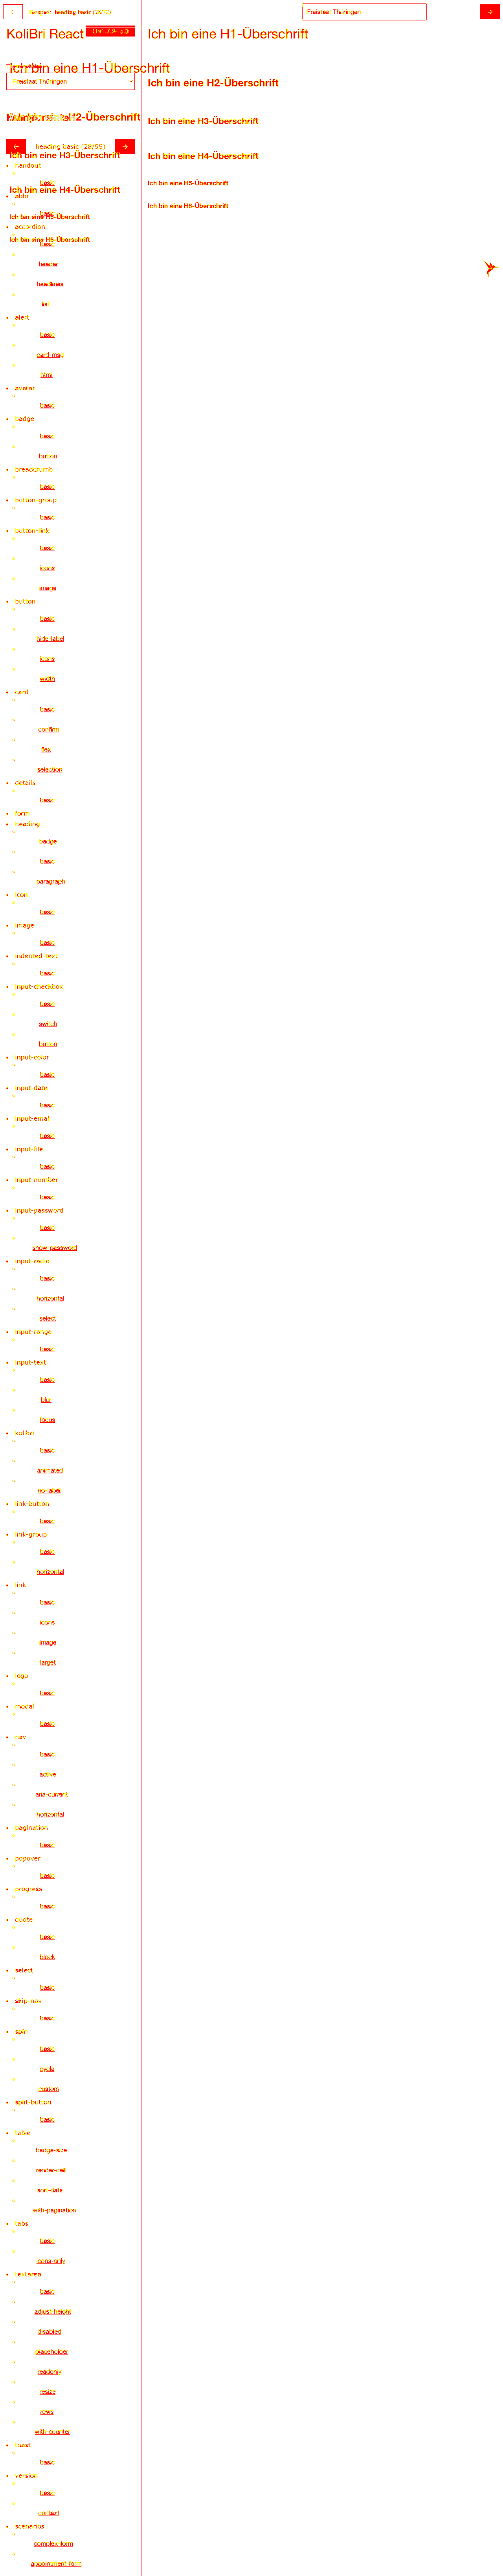 Beispiel: heading basic (28/72)
Freistaat Thüringen
KoliBri React
Ich bin eine H1-Überschrift
Ich bin eine H1-Überschrift
Freistaat Thüringen
Ich bin eine H2-Überschrift
H2-Überschrift
Ich bin eine H3-Überschrift
heading basic (28/95)
Ich bin eine H3-Überschrift
Ich bin eine H4-Überschrift
handout
basic
Ich bin eine H5-Überschrift
Ich bin eine H4-Überschrift
abbr
Ich bin eine H6-Überschrift
basic
Ich bin eine H5-Überschrift
accordion
Ich bin eine H6-Überschrift
basic
header
headlines
list
alert
basic
card-msg
html
avatar
basic
badge
basic
button
breadcrumb
basic
button-group
basic
button-link
basic
icons
image
button
basic
hide-label
icons
width
card
basic
confirm
flex
selection
details
basic
form
heading
badge
basic
paragraph
icon
basic
image
basic
indented-text
basic
input-checkbox
basic
switch
button
input-color
basic
input-date
basic
input-email
basic
input-file
basic
input-number
basic
input-password
basic
show-password
input-radio
basic
horizontal
select
input-range
basic
input-text
basic
blur
focus
kolibri
basic
animated
no-label
link-button
basic
link-group
basic
horizontal
link
basic
icons
image
target
logo
basic
modal
basic
nav
basic
active
aria-current
horizontal
pagination
basic
popover
basic
progress
basic
quote
basic
block
select
basic
skip-nav
basic
spin
basic
cycle
custom
split-button
basic
table
badge-size
render-cell
sort-data
with-pagination
tabs
basic
icons-only
textarea
basic
adjust-height
disabled
placeholder
readonly
resize
rows
with-counter
toast
basic
version
basic
context
scenarios
complex-form
appointment-form